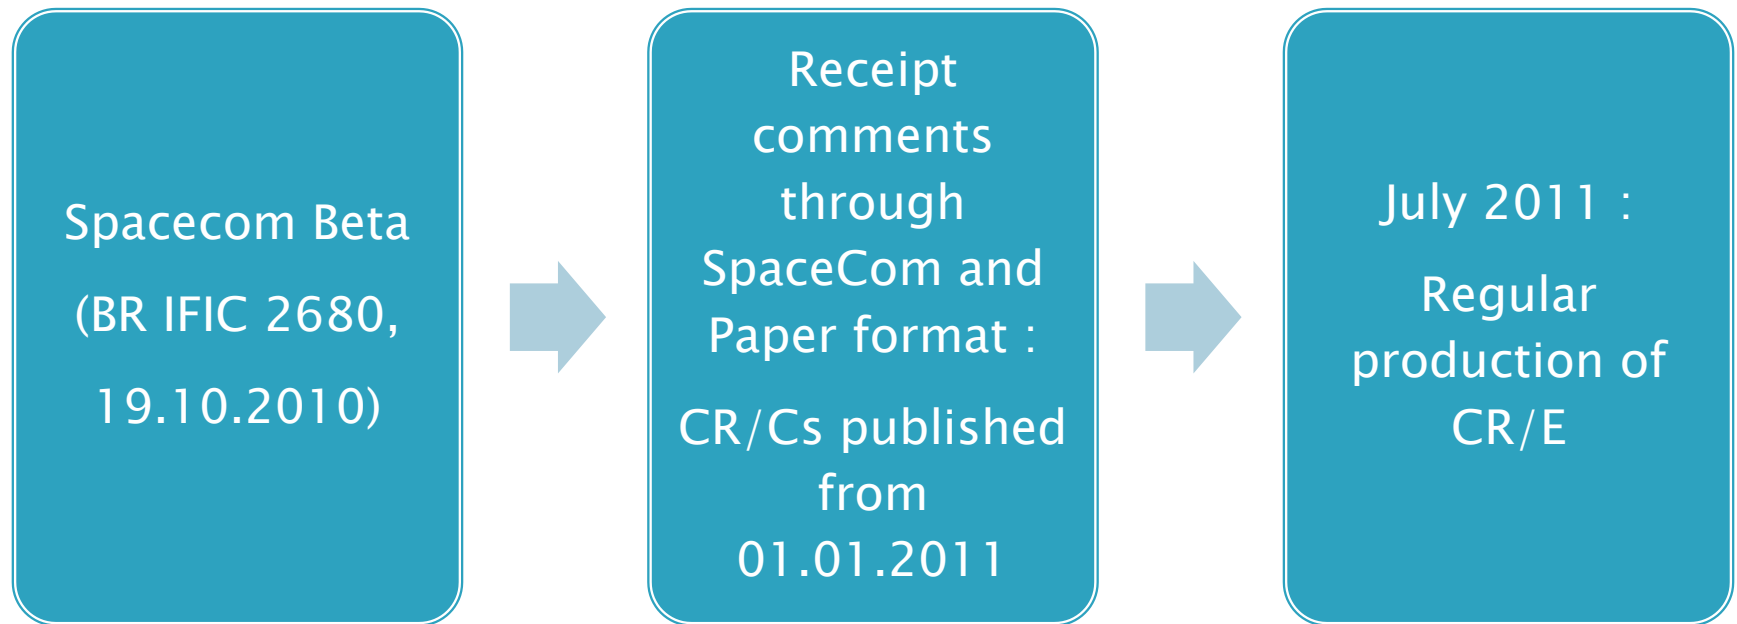 Spacecom Beta
(BR IFIC 2680,
19.10.2010)
Receipt
comments
through
SpaceCom and
Paper format :
CR/Cs published
from
01.01.2011
July 2011 :
Regular
production of
CR/E